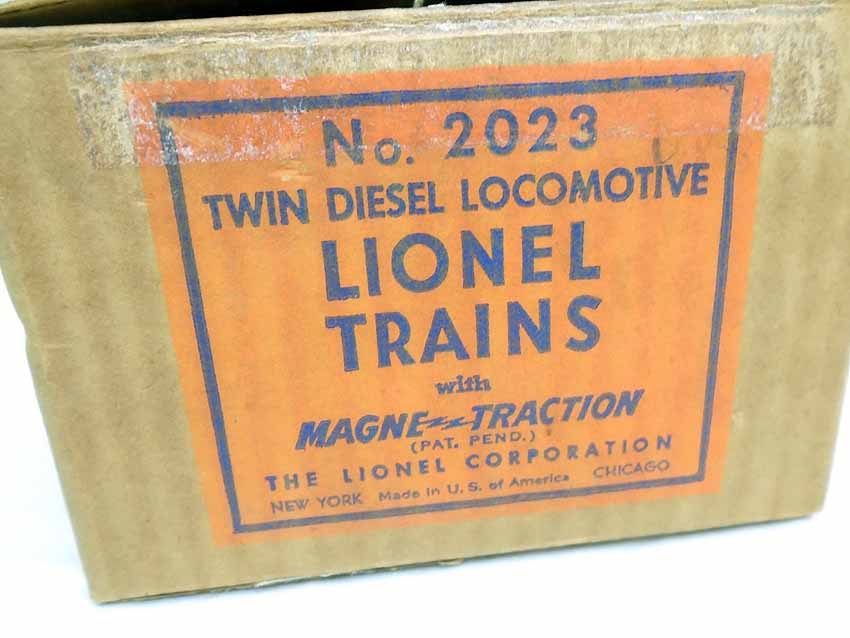 No. 2023
TWIN DIESEL LOCOMOTIVE
LIONEL
TRAINS
with
MAGNE-TRACTION
(PAT. PEND.)
THE LIONEL CORPORATION
NEW YORK Made in U. S. of America CHICAGO